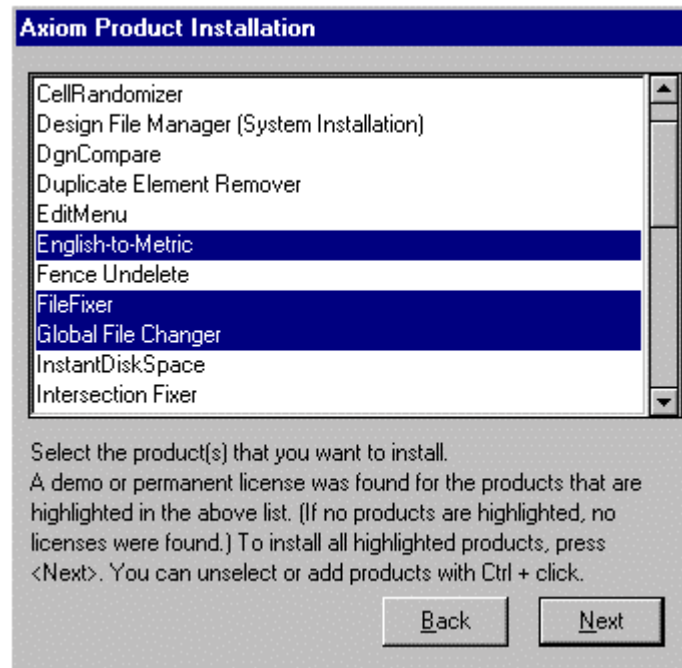 Axiom Product Installation
CellRandomizer
Design File Manager (System Installation)
DgnCompare
Duplicate Element Remover
EditMenu
English-to-Metric
Fence Undelete
FileFixer
Global File Changer
InstantDiskSpace
Intersection Fixer
Select the product(s) that you want to install.
A demo or permanent license was found for the products that are
highlighted in the above list. (If no products are highlighted, no
licenses were found.) To install all highlighted products, press
<Next>. You can unselect or add products with Ctrl + click.
Back Next